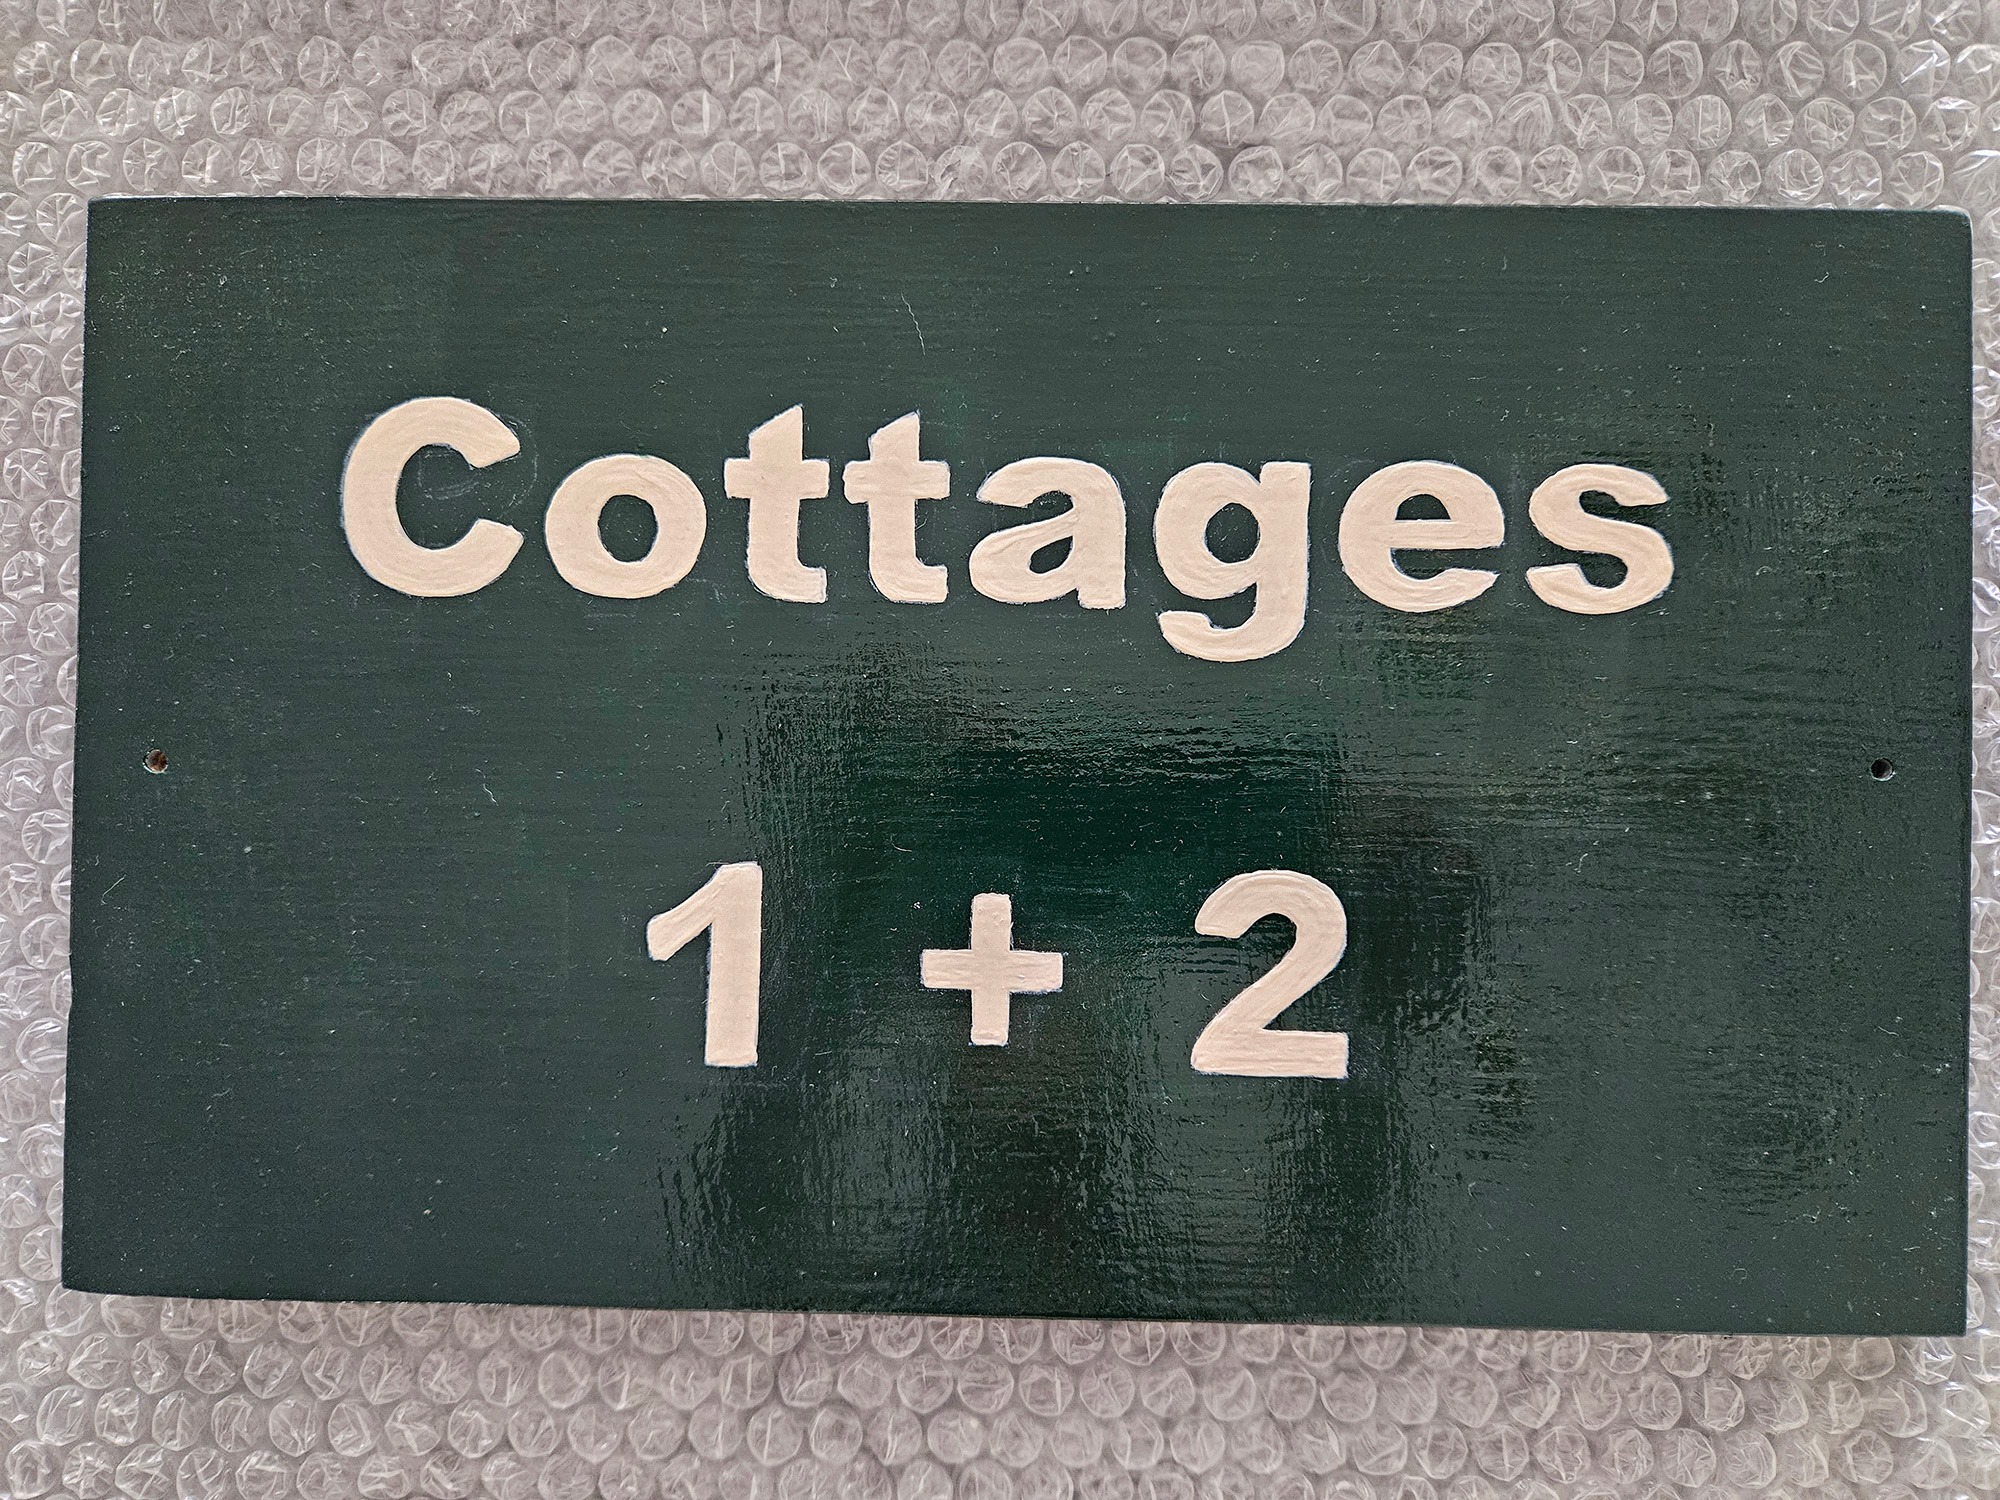 Cottages
1 + 2